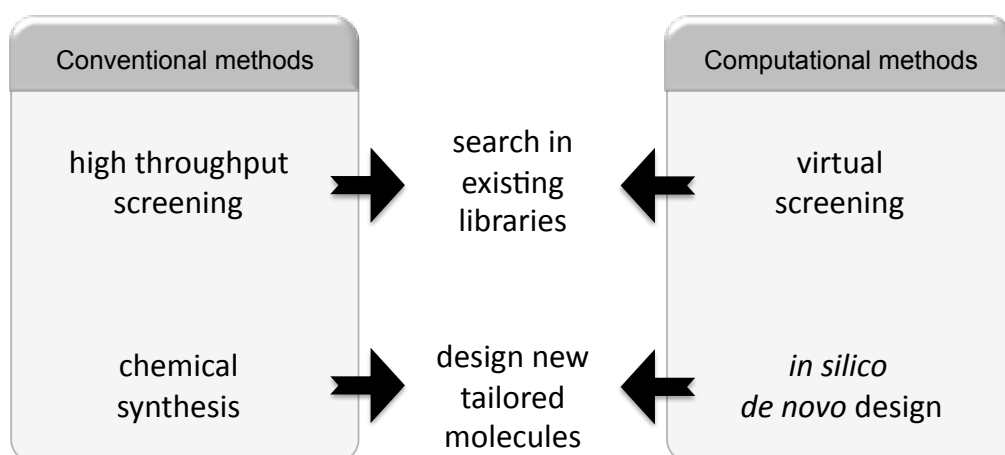 Conventional methods
Computational methods
high throughput
screening
search in
existing
libraries
virtual
screening
chemical
synthesis
design new
tailored
molecules
in silico
de novo design